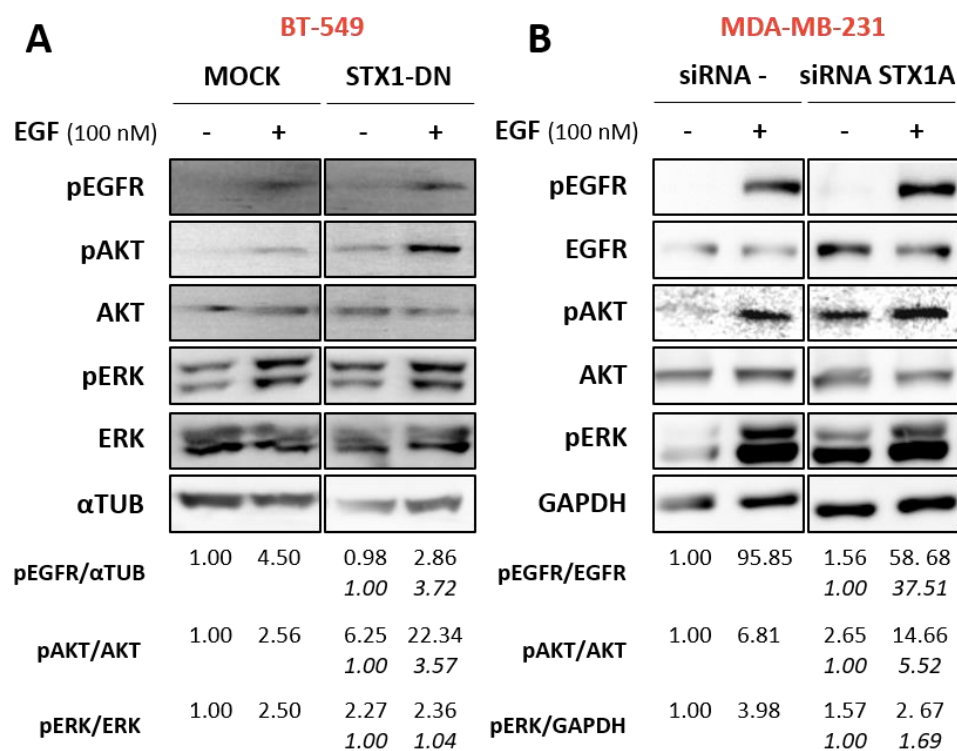 A BT-549 B MDA-MB-231
MOCK STX1-DN siRNA - siRNA STX1A
EGF (100 nM) - + - + EGF (100 nM) - + - +
pEGFR pEGFR
pAKT EGFR
AKT pAKT
pERK AKT
ERK pERK
αTUB GAPDH
pEGFR/αTUB 1.00 4.50 0.98 2.86 pEGFR/EGFR 1.00 95.85 1.56 58. 68
1.00 3.72 1.00 37.51
pAKT/AKT 1.00 2.56 6.25 22.34 pAKT/AKT 1.00 6.81 2.65 14.66
1.00 3.57 1.00 5.52
pERK/ERK 1.00 2.50 2.27 2.36 pERK/GAPDH 1.00 3.98 1.57 2. 67
1.00 1.04 1.00 1.69